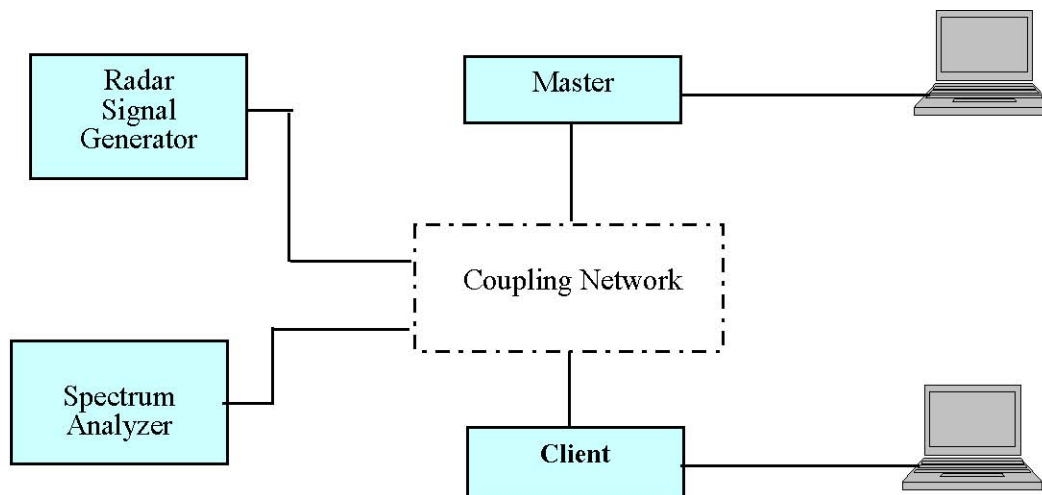 Radar
Signal
Generator
Master
Coupling Network
Spectrum
Analyzer
Client